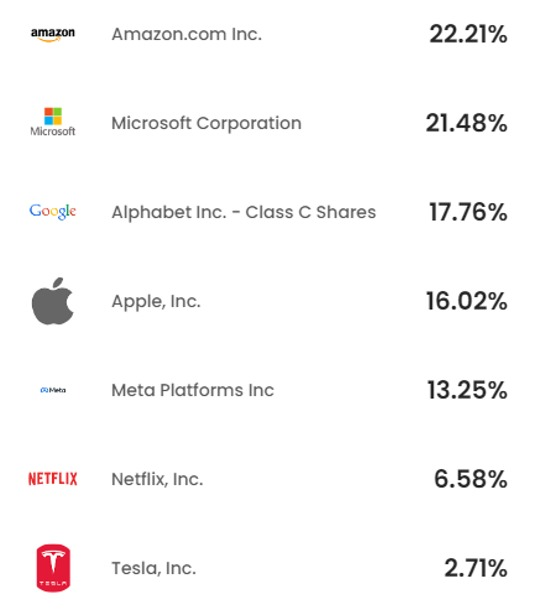 amazon Amazon.com Inc. 22.21%
Microsoft Microsoft Corporation 21.48%
Google Alphabet Inc. - Class C Shares 17.76%
Apple, Inc. 16.02%
Meta Meta Platforms Inc 13.25%
NETFLIX Netflix, Inc. 6.58%
TESLA Tesla, Inc. 2.71%